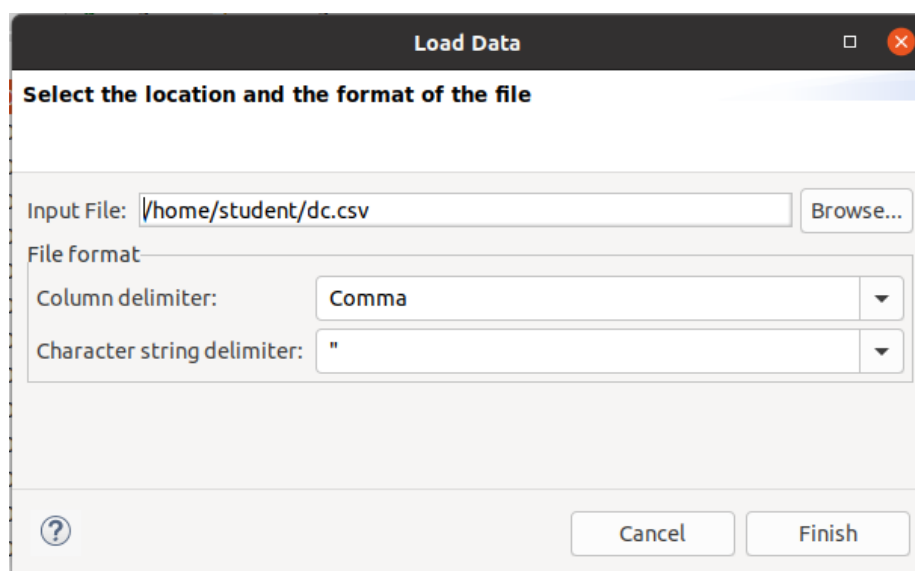 Load Data
Select the location and the format of the file
Input File: /home/student/dc.csv Browse...
File format
Column delimiter: Comma
Character string delimiter: "
? Cancel Finish